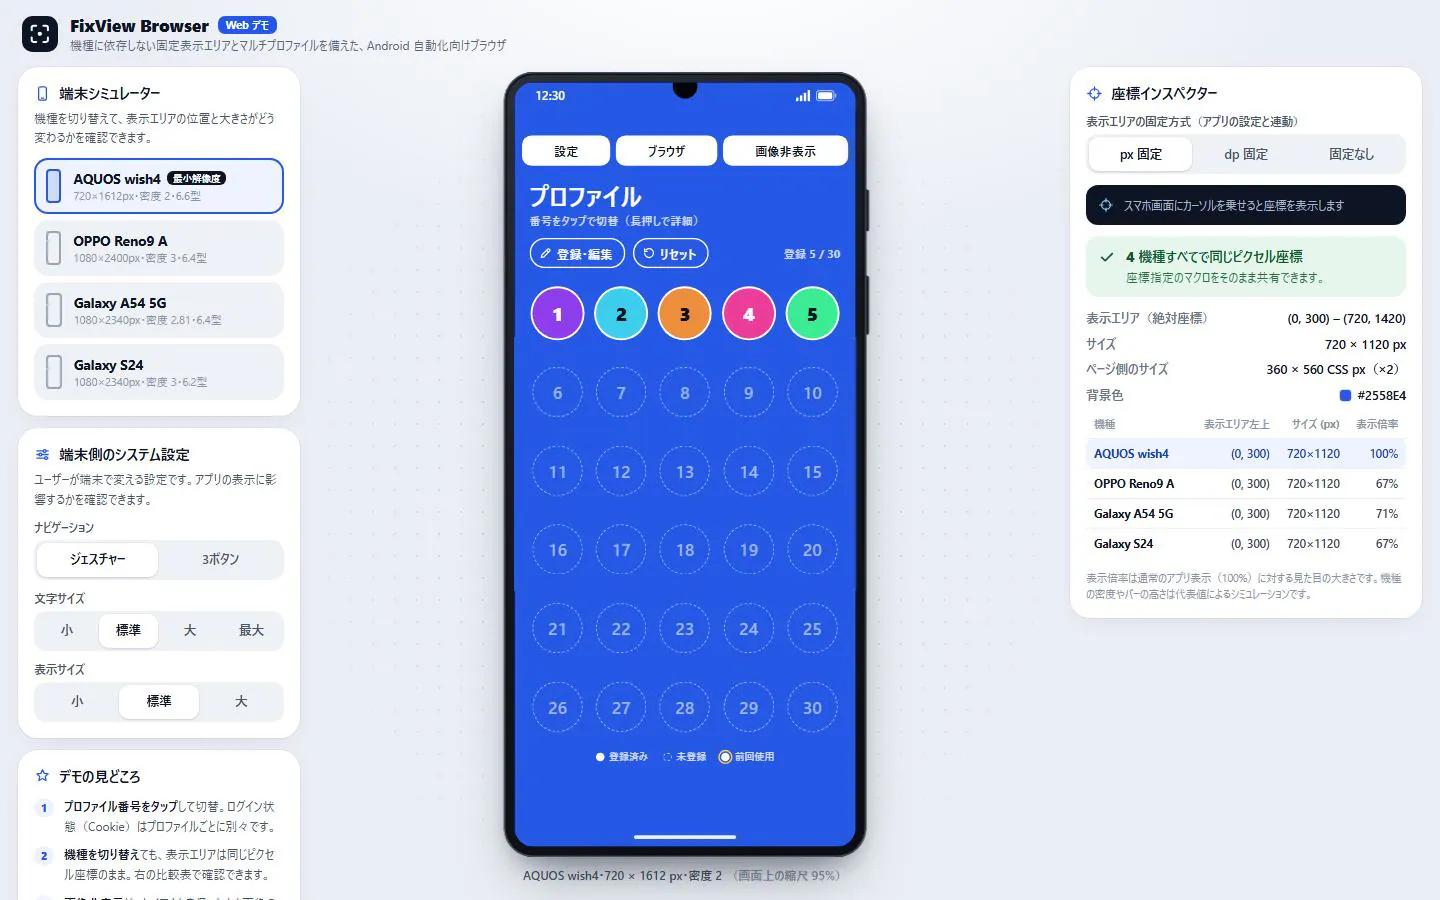 FixView Browser Web デモ
機種に依存しない固定表示エリアとマルチプロファイルを備えた、Android 自動化向けブラウザ
端末シミュレーター
機種を切り替えて、表示エリアの位置と大きさがどう
変わるかを確認できます。
AQUOS wish4 最小解像度
720×1612px・密度 2・6.6型
OPPO Reno9 A
1080×2400px・密度 3・6.4型
Galaxy A54 5G
1080×2340px・密度 2.81・6.4型
Galaxy S24
1080×2340px・密度 3・6.2型
端末側のシステム設定
ユーザーが端末で変える設定です。アプリの表示に影
響するかを確認できます。
ナビゲーション
ジェスチャー 3ボタン
文字サイズ
小 標準 大 最大
表示サイズ
小 標準 大
デモの見どころ
1 プロファイル番号をタップして切替。ログイン状
態（Cookie）はプロファイルごとに別々です。
2 機種を切り替えても、表示エリアは同じピクセ
ル座標のまま。右の比較表で確認できます。
12:30
設定 ブラウザ 画像非表示
プロファイル
番号をタップで切替（長押しで詳細）
登録・編集 リセット 登録 5 / 30
1 2 3 4 5
6 7 8 9 10
11 12 13 14 15
16 17 18 19 20
21 22 23 24 25
26 27 28 29 30
登録済み 未登録 前回使用
AQUOS wish4・720 × 1612 px・密度 2 （画面上の縮尺 95%）
座標インスペクター
表示エリアの固定方式（アプリの設定と連動）
px 固定 dp 固定 固定なし
スマホ画面にカーソルを乗せると座標を表示します
4 機種すべてで同じピクセル座標
座標指定のマクロをそのまま共有できます。
表示エリア（絶対座標） (0, 300) – (720, 1420)
サイズ 720 × 1120 px
ページ側のサイズ 360 × 560 CSS px（×2）
背景色 #2558E4
機種 表示エリア左上 サイズ (px) 表示倍率
AQUOS wish4 (0, 300) 720×1120 100%
OPPO Reno9 A (0, 300) 720×1120 67%
Galaxy A54 5G (0, 300) 720×1120 71%
Galaxy S24 (0, 300) 720×1120 67%
表示倍率は通常のアプリ表示（100%）に対する見た目の大きさです。機種
の密度やバーの高さは代表値によるシミュレーションです。